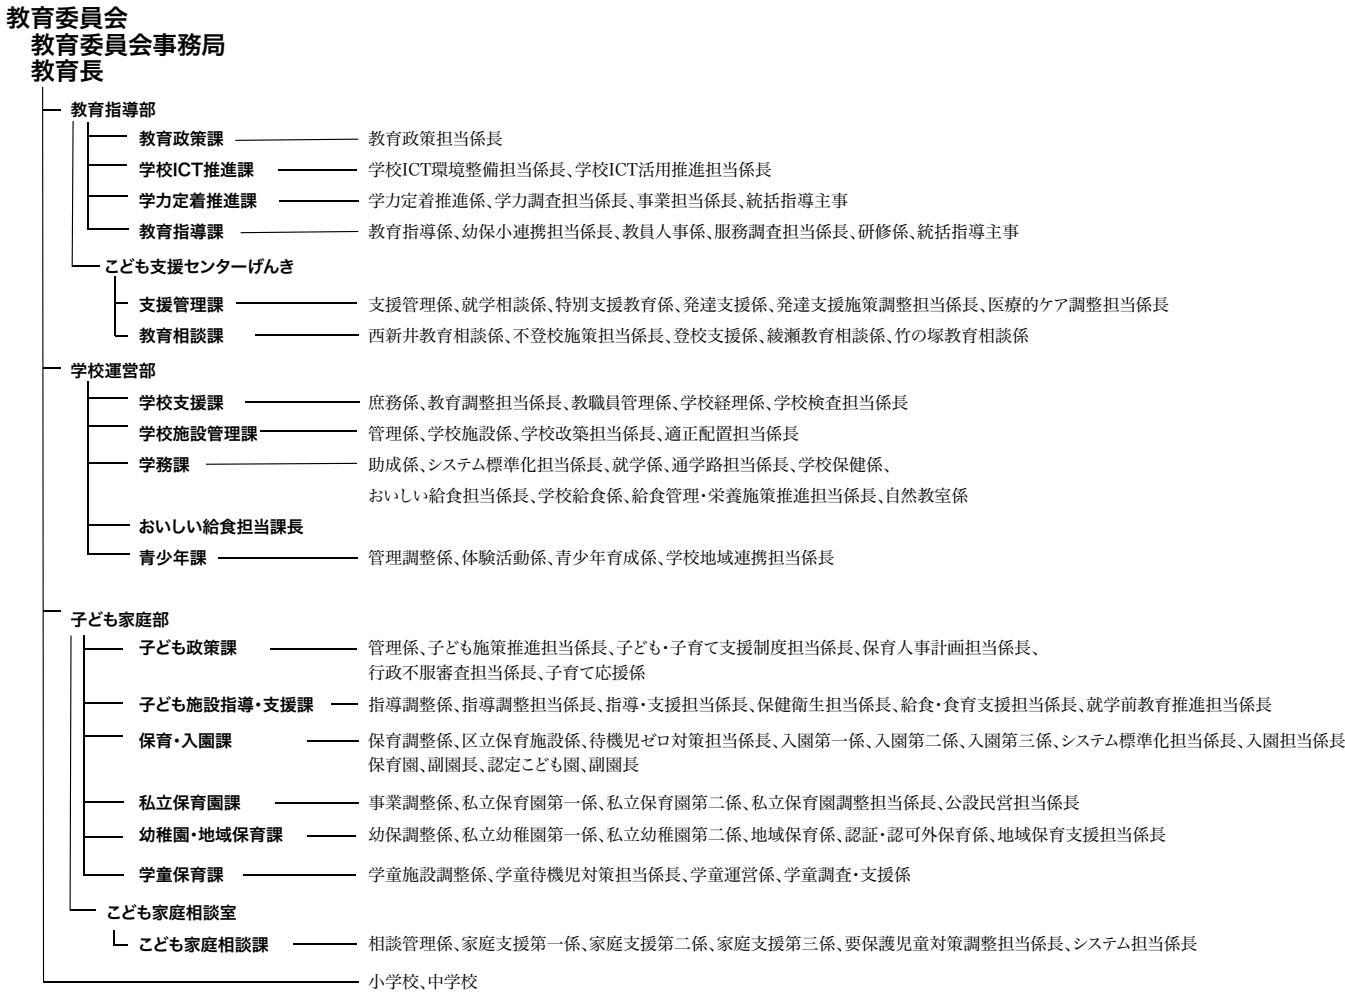 教育委員会
教育委員会事務局
教育長
教育指導部
教育政策課 教育政策担当係長
学校ICT推進課 学校ICT環境整備担当係長、学校ICT活用推進担当係長
学力定着推進課 学力定着推進係、学力調査担当係長、事業担当係長、統括指導主事
教育指導課 教育指導係、幼保小連携担当係長、教員人事係、服務調査担当係長、研修係、統括指導主事
こども支援センターげんき
支援管理課 支援管理係、就学相談係、特別支援教育係、発達支援係、発達支援施策調整担当係長、医療的ケア調整担当係長
教育相談課 西新井教育相談係、不登校施策担当係長、登校支援係、綾瀬教育相談係、竹の塚教育相談係
学校運営部
学校支援課 庶務係、教育調整担当係長、教職員管理係、学校経理係、学校検査担当係長
学校施設管理課 管理係、学校施設係、学校改築担当係長、適正配置担当係長
学務課 助成係、システム標準化担当係長、就学係、通学路担当係長、学校保健係、
おいしい給食担当係長、学校給食係、給食管理・栄養施策推進担当係長、自然教室係
おいしい給食担当課長
青少年課 管理調整係、体験活動係、青少年育成係、学校地域連携担当係長
子ども家庭部
子ども政策課 管理係、子ども施策推進担当係長、子ども・子育て支援制度担当係長、保育人事計画担当係長、
行政不服審査担当係長、子育て応援係
子ども施設指導・支援課 指導調整係、指導調整担当係長、指導・支援担当係長、保健衛生担当係長、給食・食育支援担当係長、就学前教育推進担当係長
保育・入園課 保育調整係、区立保育施設係、待機児ゼロ対策担当係長、入園第一係、入園第二係、入園第三係、システム標準化担当係長、入園担当係長
保育園、副園長、認定こども園、副園長
私立保育園課 事業調整係、私立保育園第一係、私立保育園第二係、私立保育園調整担当係長、公設民営担当係長
幼稚園・地域保育課 幼保調整係、私立幼稚園第一係、私立幼稚園第二係、地域保育係、認証・認可外保育係、地域保育支援担当係長
学童保育課 学童施設調整係、学童待機児対策担当係長、学童運営係、学童調査・支援係
こども家庭相談室
こども家庭相談課 相談管理係、家庭支援第一係、家庭支援第二係、家庭支援第三係、要保護児童対策調整担当係長、システム担当係長
小学校、中学校